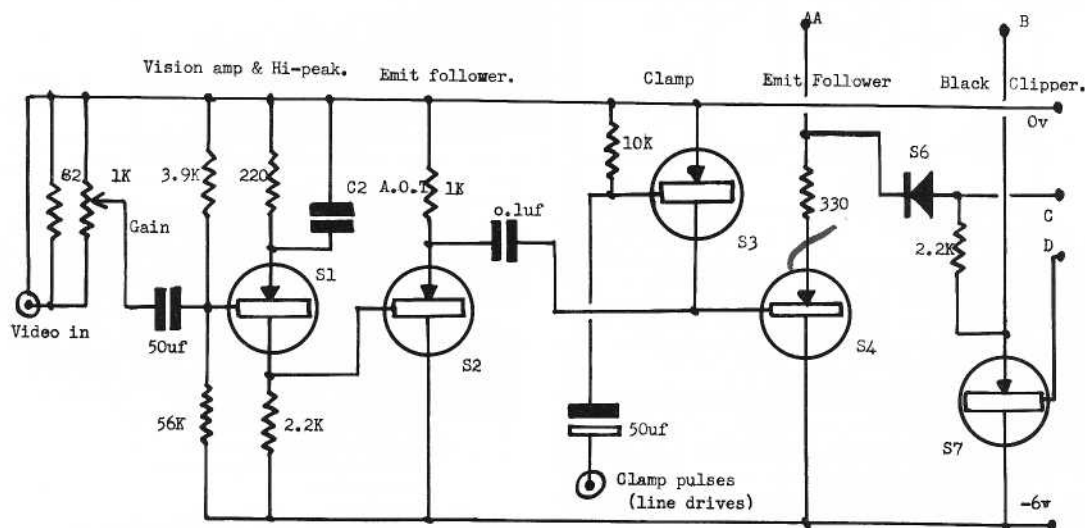 AA
B
Vision amp & Hi-peak. Emit follower. Clamp Emit Follower Black Clipper.
0v
10K
S6
82 1K 3.9K 220 C2 A.O.T 1K
330
C
Gain 0.1uf S3 2.2K D
S1
Video in
50uf S2 S4
56K 2.2K 50uf S7
Clamp pulses
(line drives)
-6v